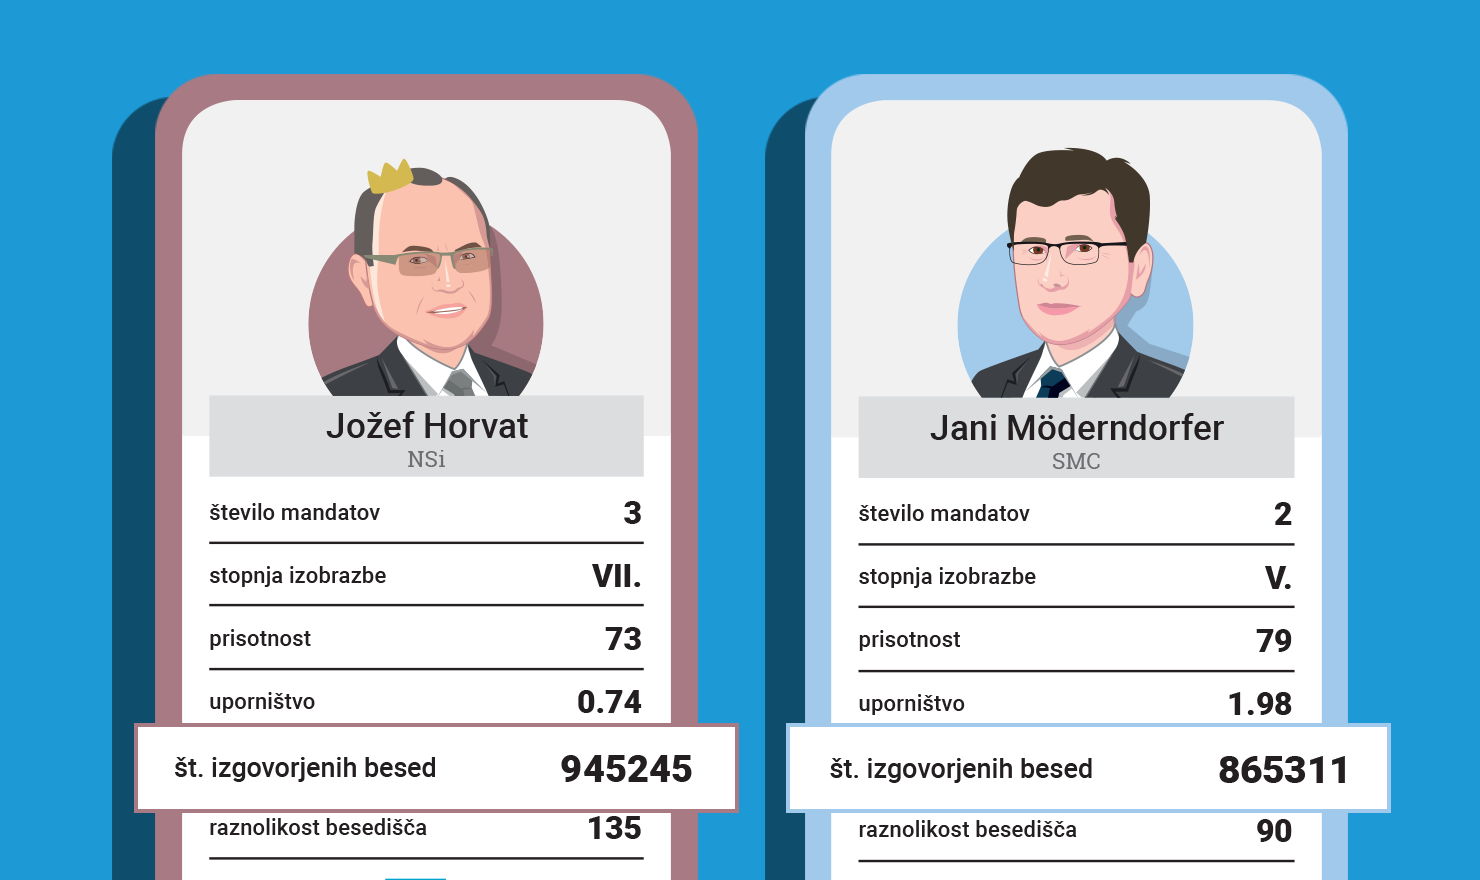 Jožef Horvat
NSi
število mandatov 3
stopnja izobrazbe VII.
prisotnost 73
uporništvo 0.74
št. izgovorjenih besed 945245
raznolikost besedišča 135
Jani Möderndorfer
SMC
število mandatov 2
stopnja izobrazbe V.
prisotnost 79
uporništvo 1.98
št. izgovorjenih besed 865311
raznolikost besedišča 90